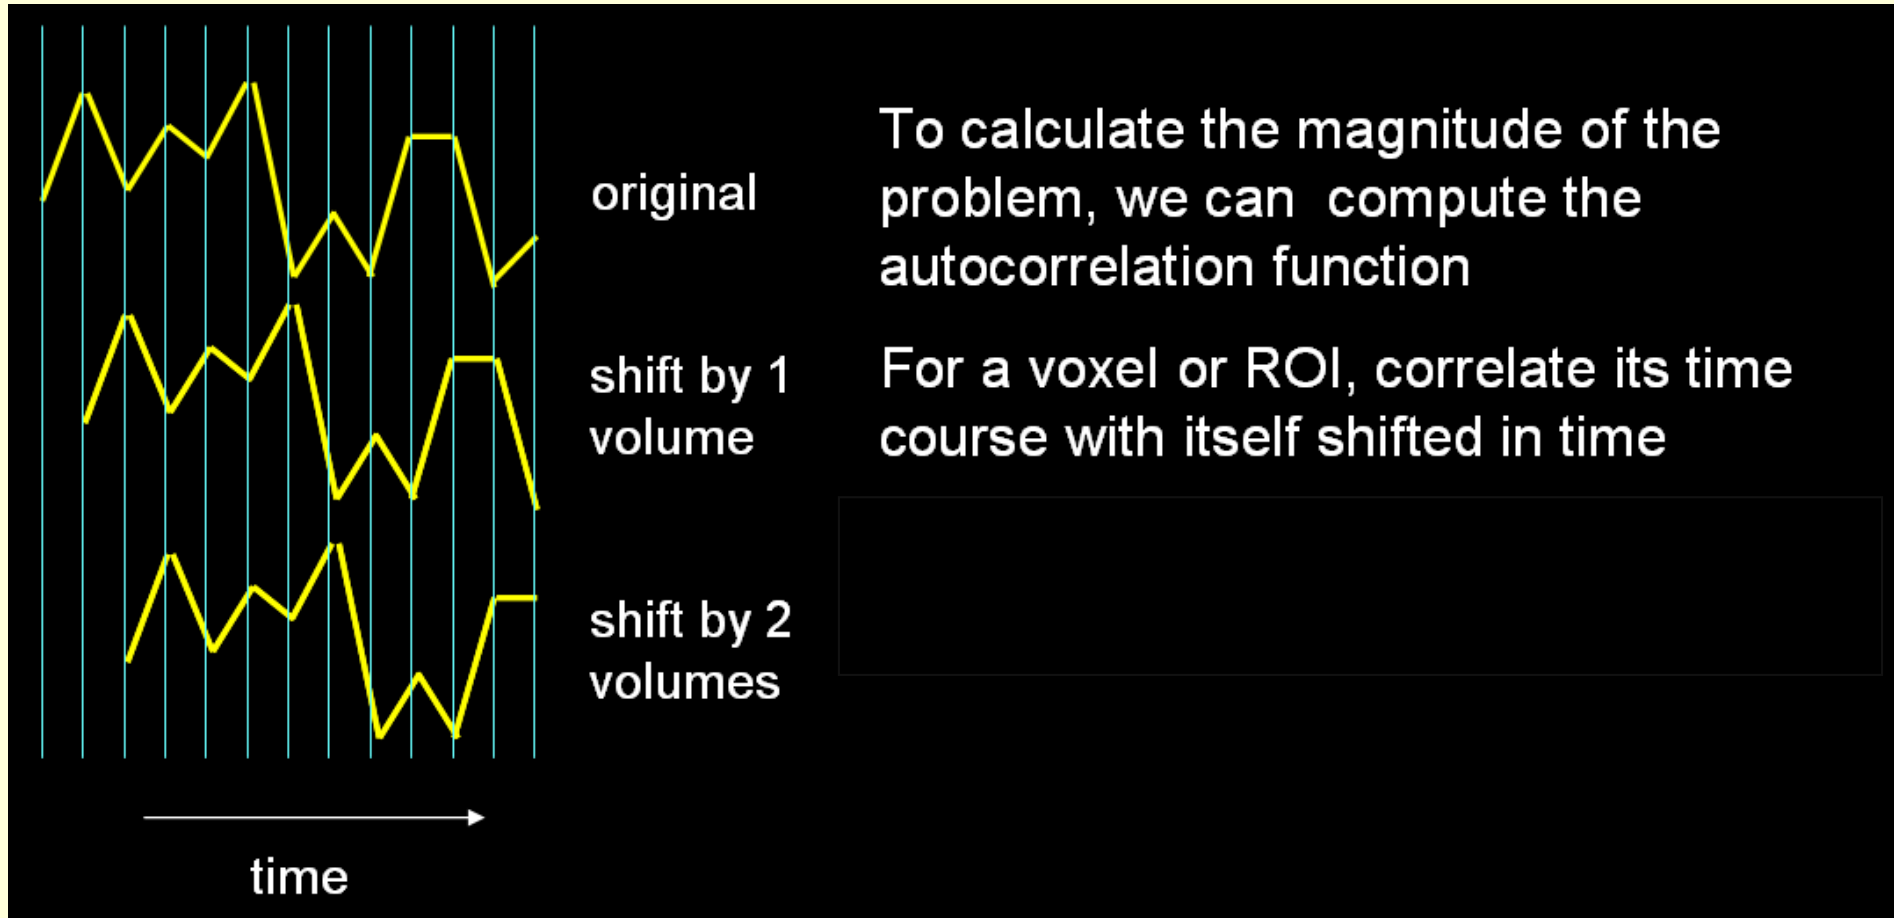 original
shift by 1
volume
shift by 2
volumes
time
To calculate the magnitude of the
problem, we can  compute the
autocorrelation function
For a voxel or ROI, correlate its time
course with itself shifted in time